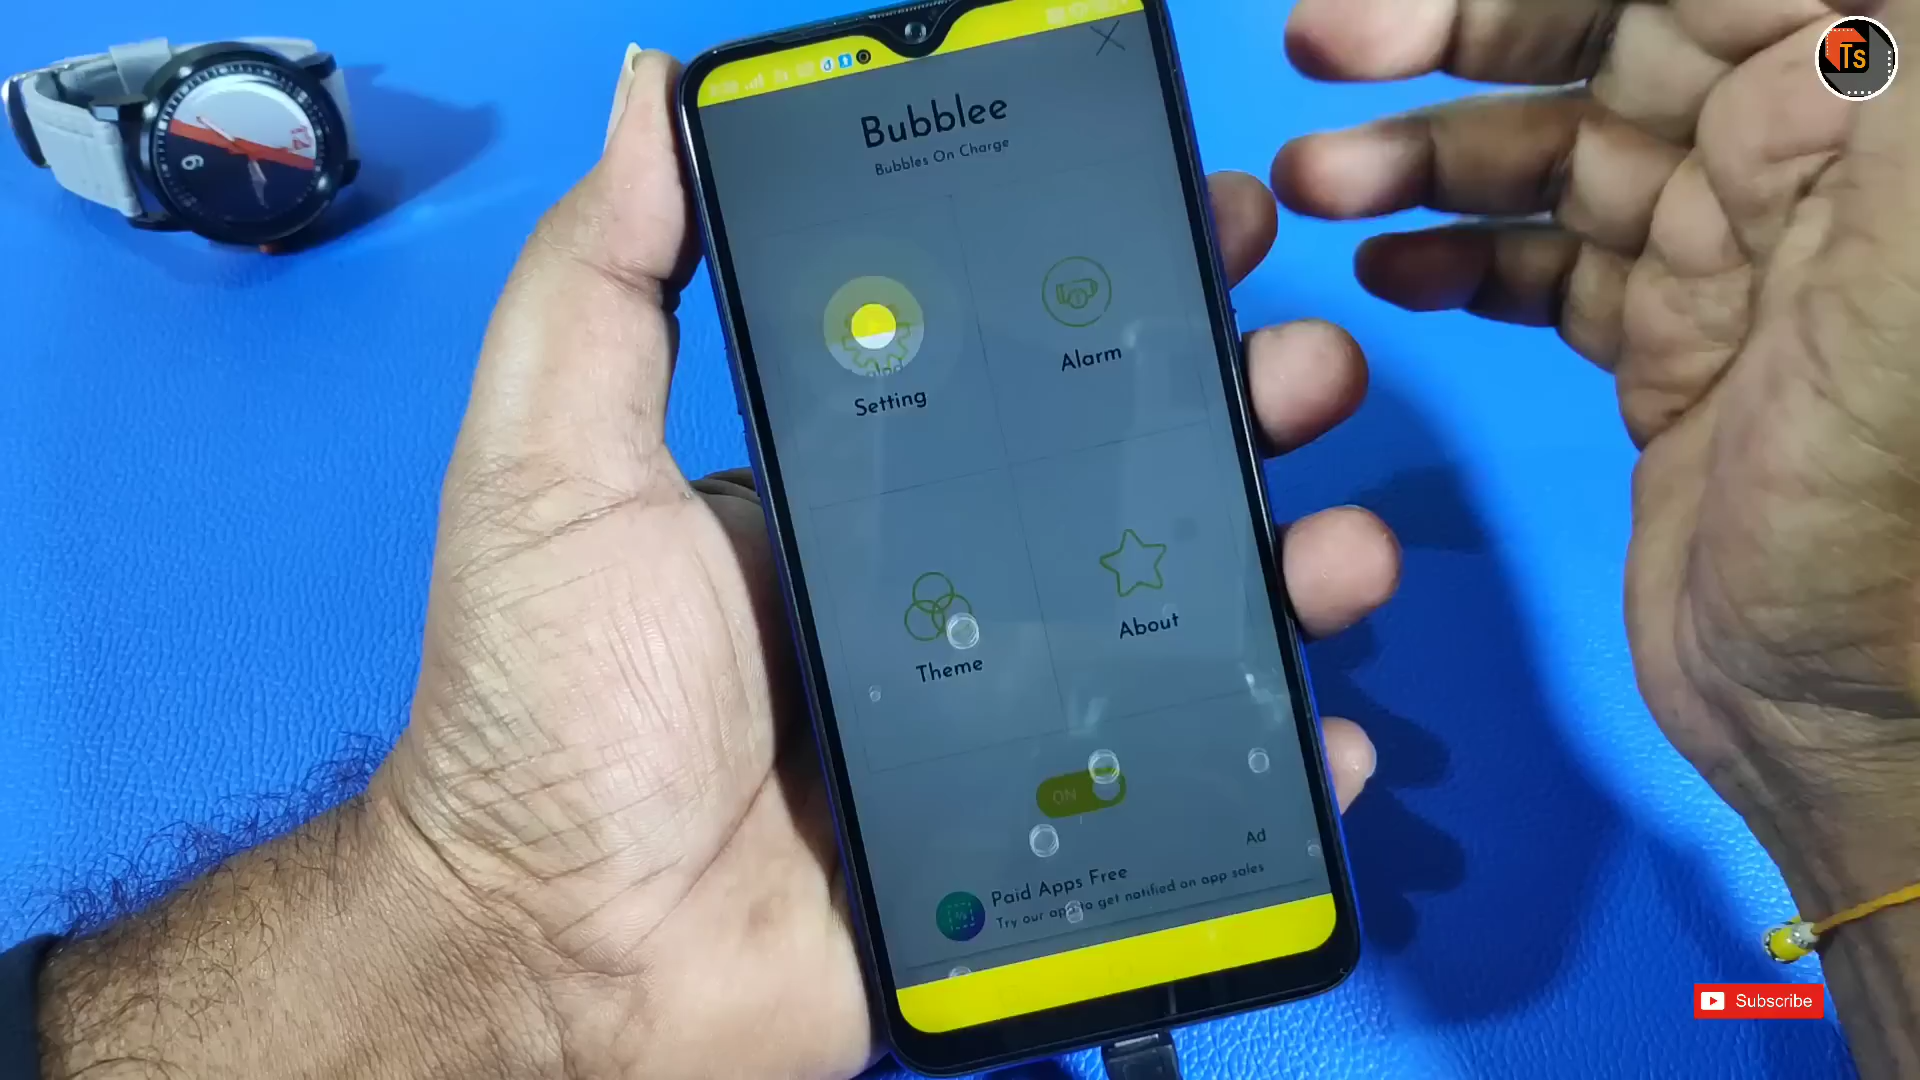 TS
Bubblee
Bubbles On Charge
Setting
Alarm
Theme
About
ON
Ad
Paid Apps Free
Try our app to get notified on app sales
Subscribe
6